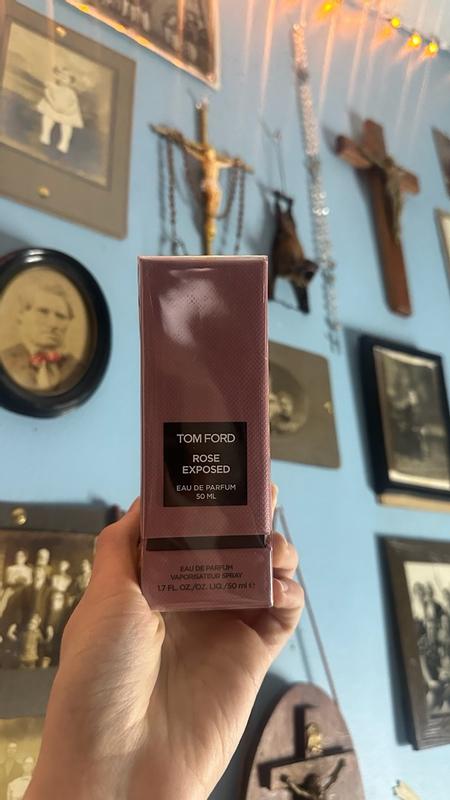 TOM FORD
ROSE
EXPOSED
EAU DE PARFUM
50 ML
EAU DE PARFUM
VAPORISATEUR SPRAY
1.7 FL. OZ./OZ. LIQ./50 ml ℮